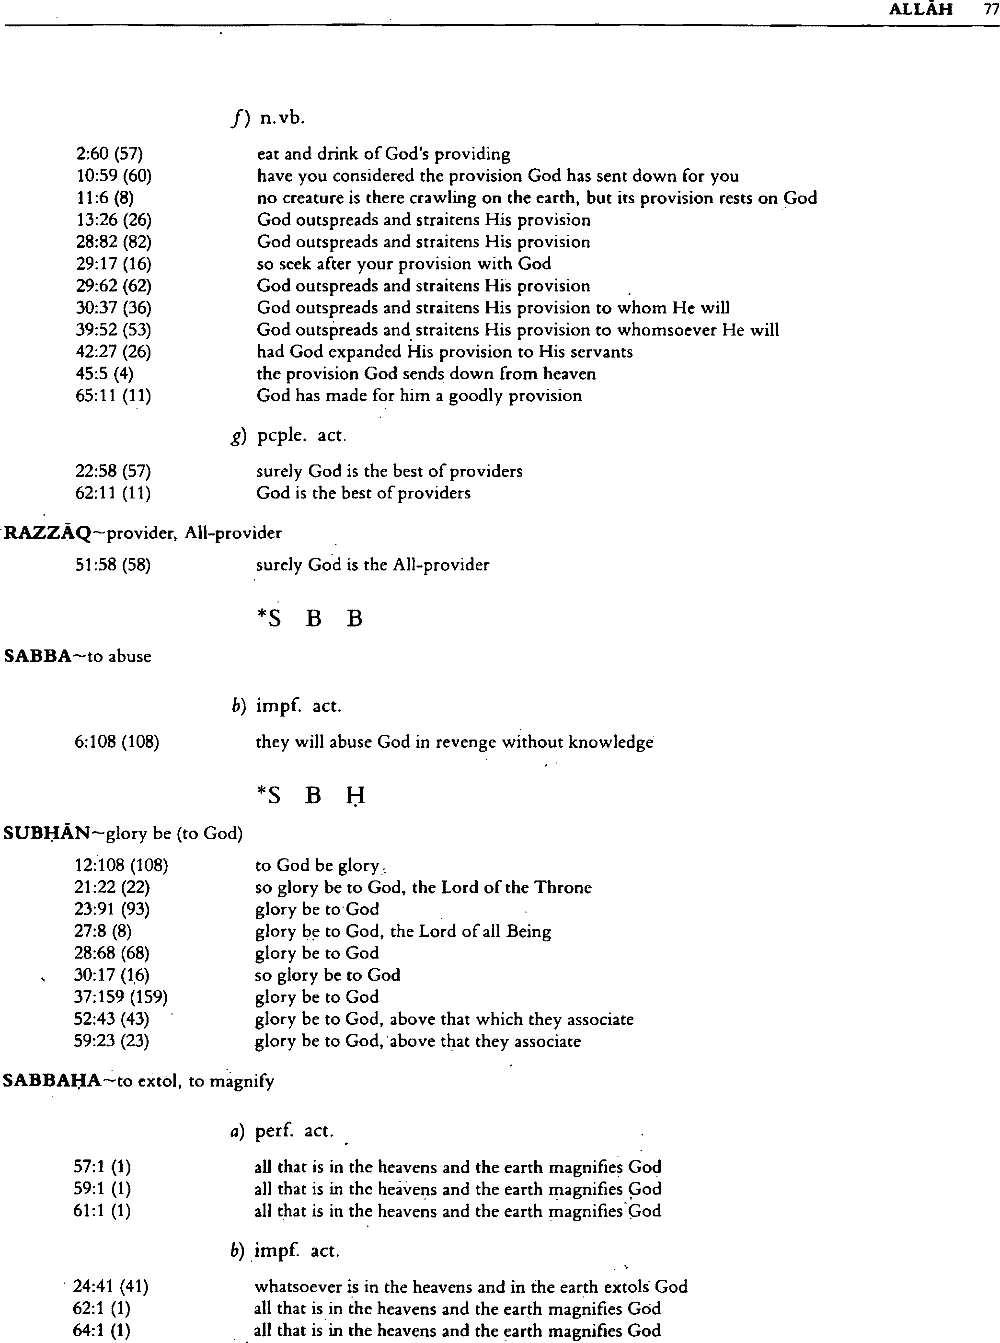 ALLĀH 77
f) n.vb.
2:60 (57) eat and drink of God's providing
10:59 (60) have you considered the provision God has sent down for you
11:6 (8) no creature is there crawling on the earth, but its provision rests on God
13:26 (26) God outspreads and straitens His provision
28:82 (82) God outspreads and straitens His provision
29:17 (16) so seek after your provision with God
29:62 (62) God outspreads and straitens His provision
30:37 (36) God outspreads and straitens His provision to whom He will
39:52 (53) God outspreads and straitens His provision to whomsoever He will
42:27 (26) had God expanded His provision to His servants
45:5 (4) the provision God sends down from heaven
65:11 (11) God has made for him a goodly provision
g) pcple. act.
22:58 (57) surely God is the best of providers
62:11 (11) God is the best of providers
RAZZĀQ~provider, All-provider
51:58 (58) surely God is the All-provider
*S B B
SABBA~to abuse
b) impf. act.
6:108 (108) they will abuse God in revenge without knowledge
*S B Ḥ
SUBḤĀN~glory be (to God)
12:108 (108) to God be glory
21:22 (22) so glory be to God, the Lord of the Throne
23:91 (93) glory be to God
27:8 (8) glory be to God, the Lord of all Being
28:68 (68) glory be to God
30:17 (16) so glory be to God
37:159 (159) glory be to God
52:43 (43) glory be to God, above that which they associate
59:23 (23) glory be to God, above that they associate
SABBAḤA~to extol, to magnify
a) perf. act.
57:1 (1) all that is in the heavens and the earth magnifies God
59:1 (1) all that is in the heavens and the earth magnifies God
61:1 (1) all that is in the heavens and the earth magnifies God
b) impf. act.
24:41 (41) whatsoever is in the heavens and in the earth extols God
62:1 (1) all that is in the heavens and the earth magnifies God
64:1 (1) all that is in the heavens and the earth magnifies God